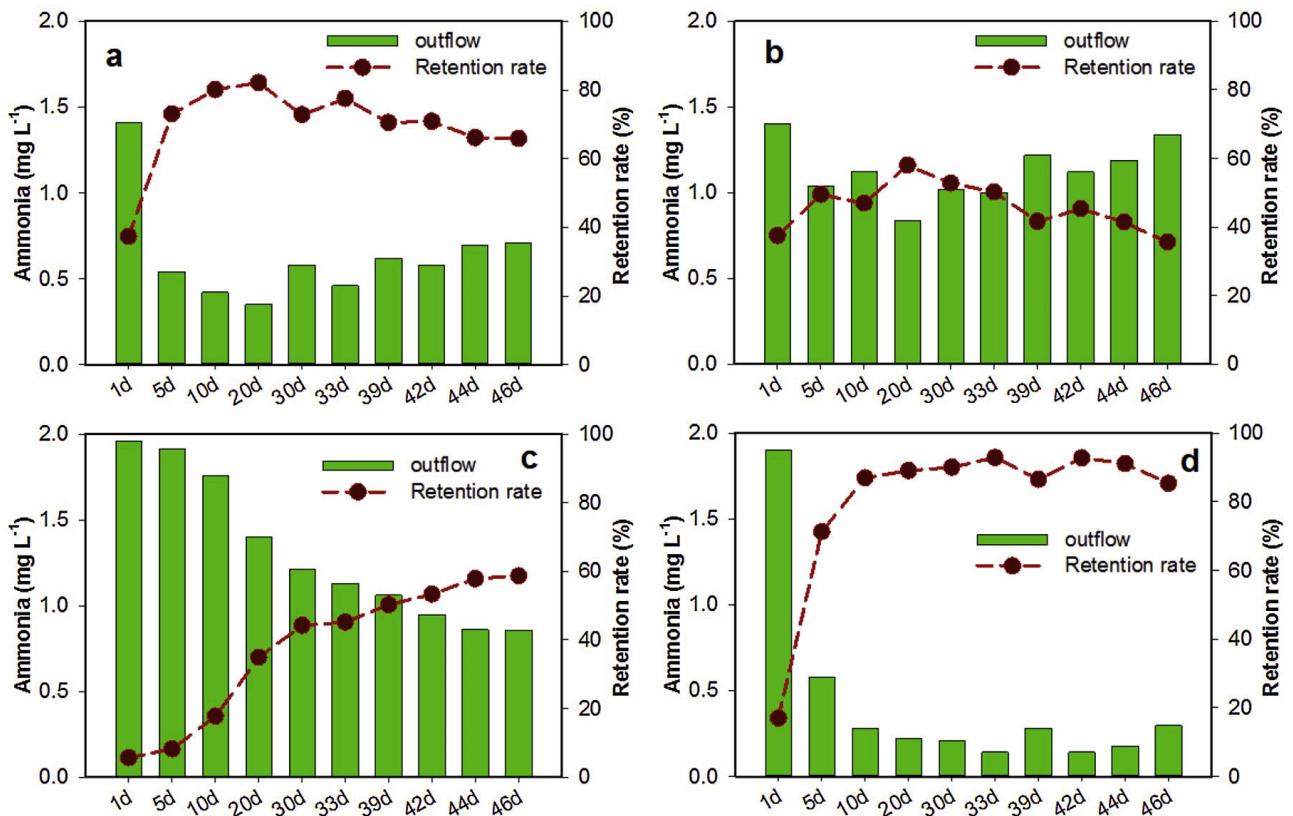 a
outflow
Retention rate
Ammonia (mg L⁻¹)
2.0
1.5
1.0
0.5
0.0
100
80
60
40
20
0
Retention rate (%)
1d 5d 10d 20d 30d 33d 39d 42d 44d 46d
b
outflow
Retention rate
Ammonia (mg L⁻¹)
2.0
1.5
1.0
0.5
0.0
100
80
60
40
20
0
Retention rate (%)
1d 5d 10d 20d 30d 33d 39d 42d 44d 46d
c
outflow
Retention rate
Ammonia (mg L⁻¹)
2.0
1.5
1.0
0.5
0.0
100
80
60
40
20
0
Retention rate (%)
1d 5d 10d 20d 30d 33d 39d 42d 44d 46d
d
outflow
Retention rate
Ammonia (mg L⁻¹)
2.0
1.5
1.0
0.5
0.0
100
80
60
40
20
0
Retention rate (%)
1d 5d 10d 20d 30d 33d 39d 42d 44d 46d